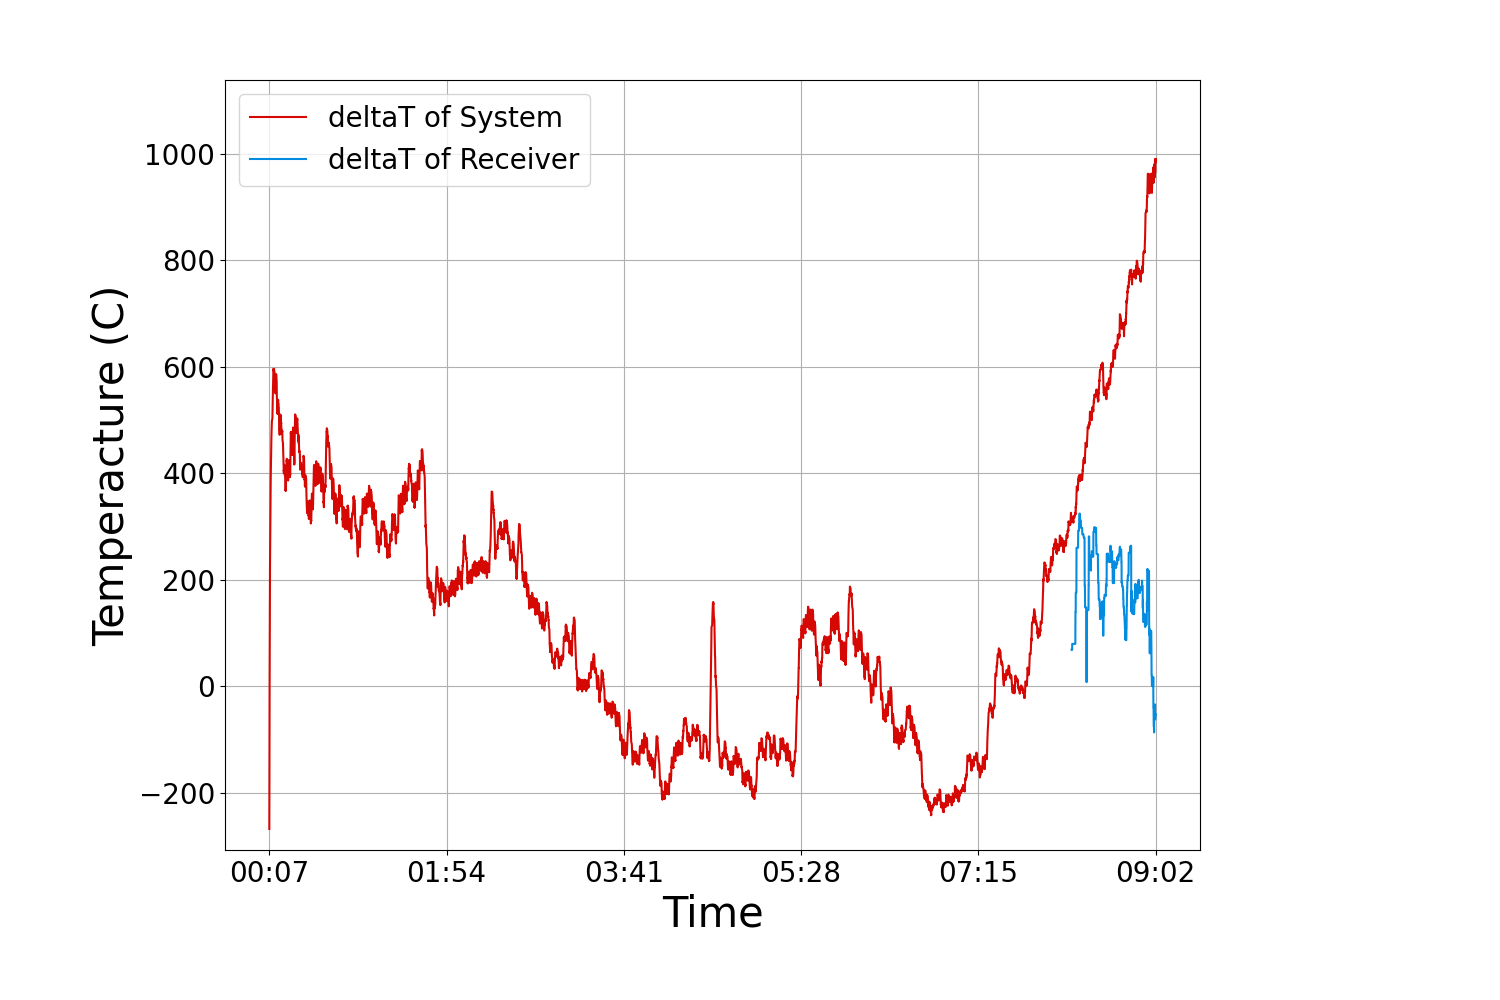 deltaT of System
deltaT of Receiver
1000
800
600
400
200
0
−200
Temperacture (C)
00:07 01:54 03:41 05:28 07:15 09:02
Time